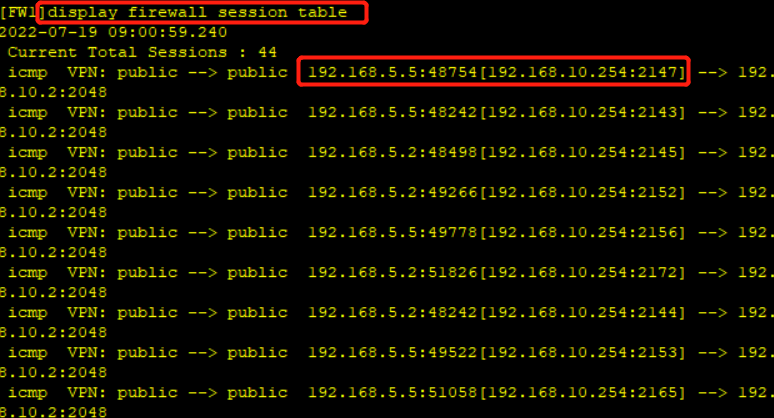 [FW1]display firewall session table
2022-07-19 09:00:59.240
Current Total Sessions : 44
icmp VPN: public --> public 192.168.5.5:48754[192.168.10.254:2147] --> 192.
8.10.2:2048
icmp VPN: public --> public 192.168.5.5:48242[192.168.10.254:2143] --> 192.
8.10.2:2048
icmp VPN: public --> public 192.168.5.2:48498[192.168.10.254:2145] --> 192.
8.10.2:2048
icmp VPN: public --> public 192.168.5.2:49266[192.168.10.254:2152] --> 192.
8.10.2:2048
icmp VPN: public --> public 192.168.5.5:49778[192.168.10.254:2156] --> 192.
8.10.2:2048
icmp VPN: public --> public 192.168.5.2:51826[192.168.10.254:2172] --> 192.
8.10.2:2048
icmp VPN: public --> public 192.168.5.2:48242[192.168.10.254:2144] --> 192.
8.10.2:2048
icmp VPN: public --> public 192.168.5.5:49522[192.168.10.254:2153] --> 192.
8.10.2:2048
icmp VPN: public --> public 192.168.5.5:51058[192.168.10.254:2165] --> 192.
8.10.2:2048